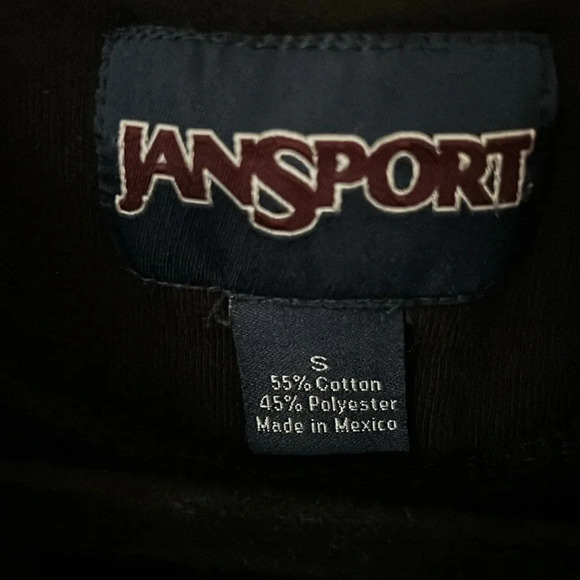 JANSPORT
S
55% Cotton
45% Polyester
Made in Mexico